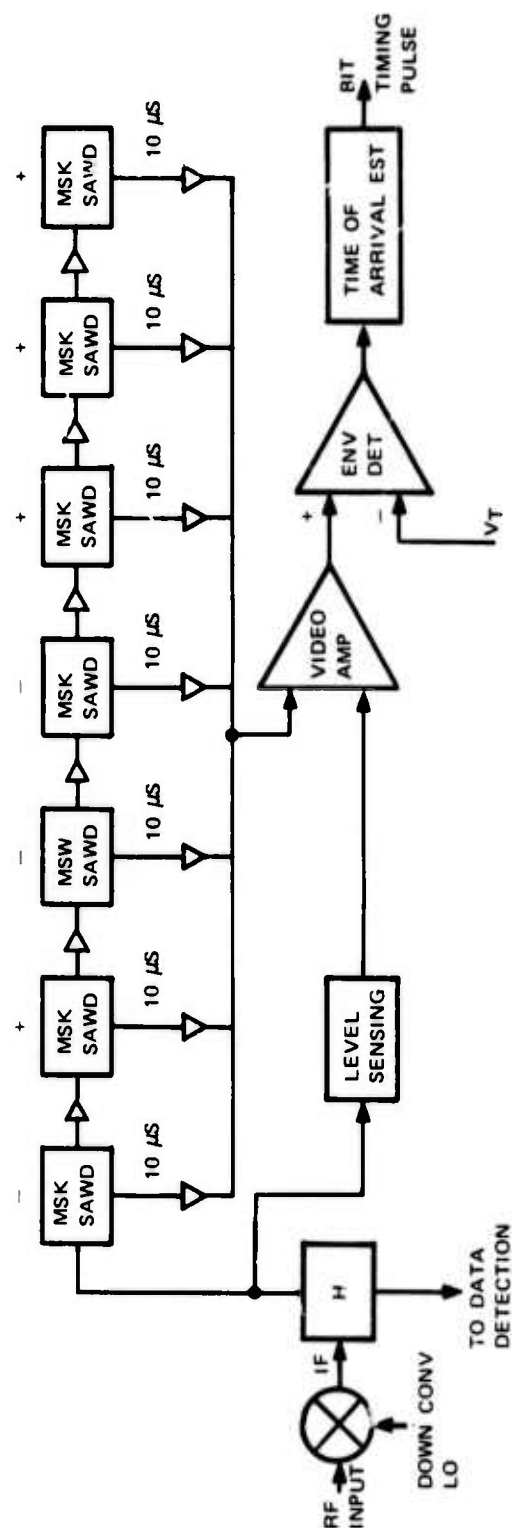 −
+
−
−
+
+
+
MSK
SAWD
MSK
SAWD
MSW
SAWD
MSK
SAWD
MSK
SAWD
MSK
SAWD
MSK
SAWD
10 μs
10 μs
10 μs
10 μs
10 μs
10 μs
10 μs
RF
INPUT
IF
DOWN CONV
LO
H
TO DATA
DETECTION
LEVEL
SENSING
VIDEO
AMP
+
−
ENV
DET
VT
TIME OF
ARRIVAL EST
BIT
TIMING
PULSE